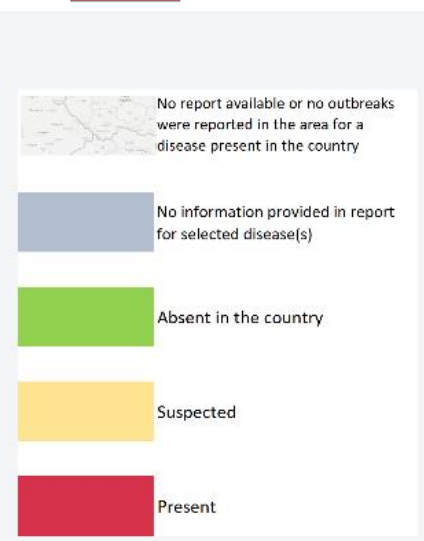 No report available or no outbreaks
were reported in the area for a
disease present in the country
No information provided in report
for selected disease(s)
Absent in the country
Suspected
Present